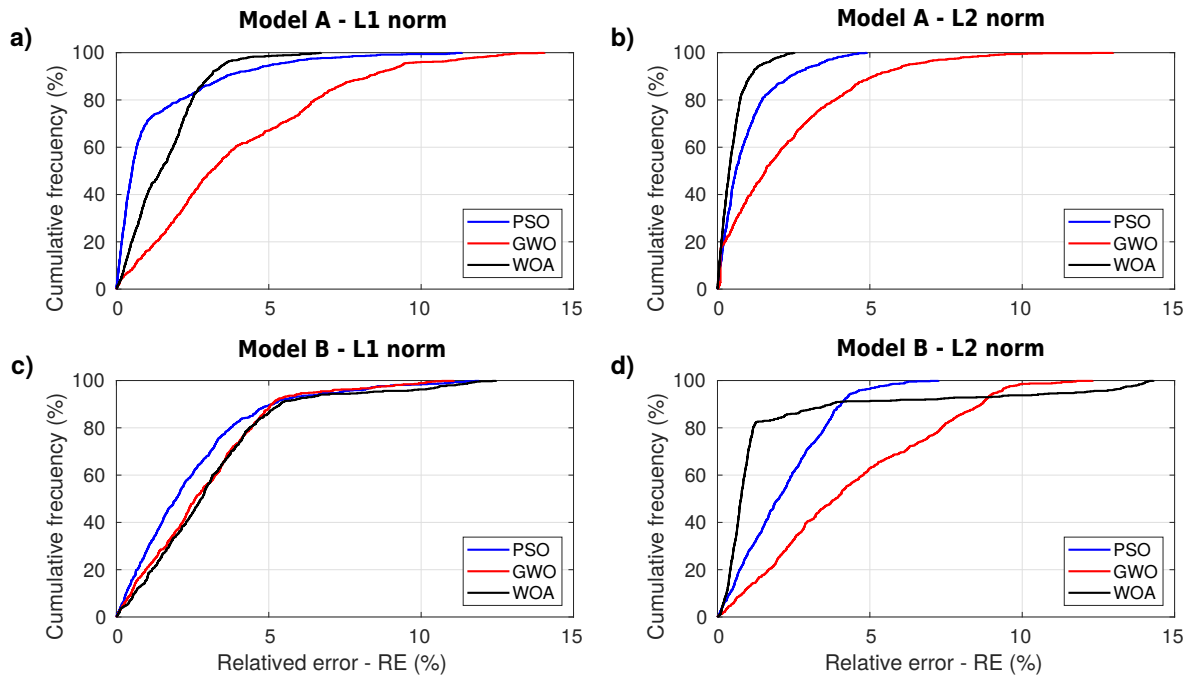 a)
Model A - L1 norm
Cumulative frecuency (%)
100
80
60
40
20
0
0 5 10 15
PSO
GWO
WOA
b)
Model A - L2 norm
Cumulative frecuency (%)
100
80
60
40
20
0
0 5 10 15
PSO
GWO
WOA
c)
Model B - L1 norm
Cumulative frecuency (%)
100
80
60
40
20
0
0 5 10 15
Relatived error - RE (%)
PSO
GWO
WOA
d)
Model B - L2 norm
Cumulative frecuency (%)
100
80
60
40
20
0
0 5 10 15
Relative error - RE (%)
PSO
GWO
WOA